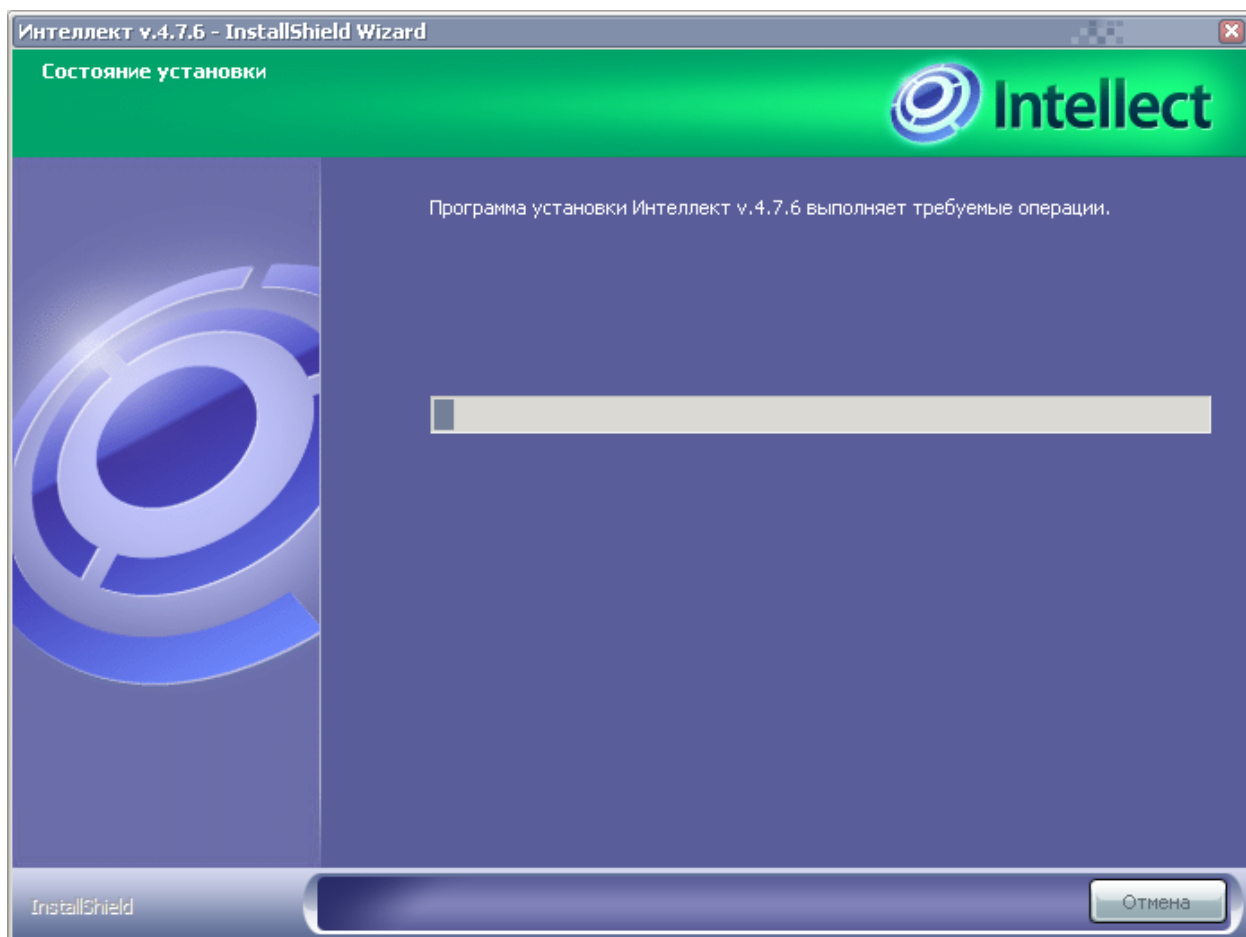 Интеллект v.4.7.6 - InstallShield Wizard
Состояние установки
Intellect
Программа установки Интеллект v.4.7.6 выполняет требуемые операции.
InstallShield
Отмена